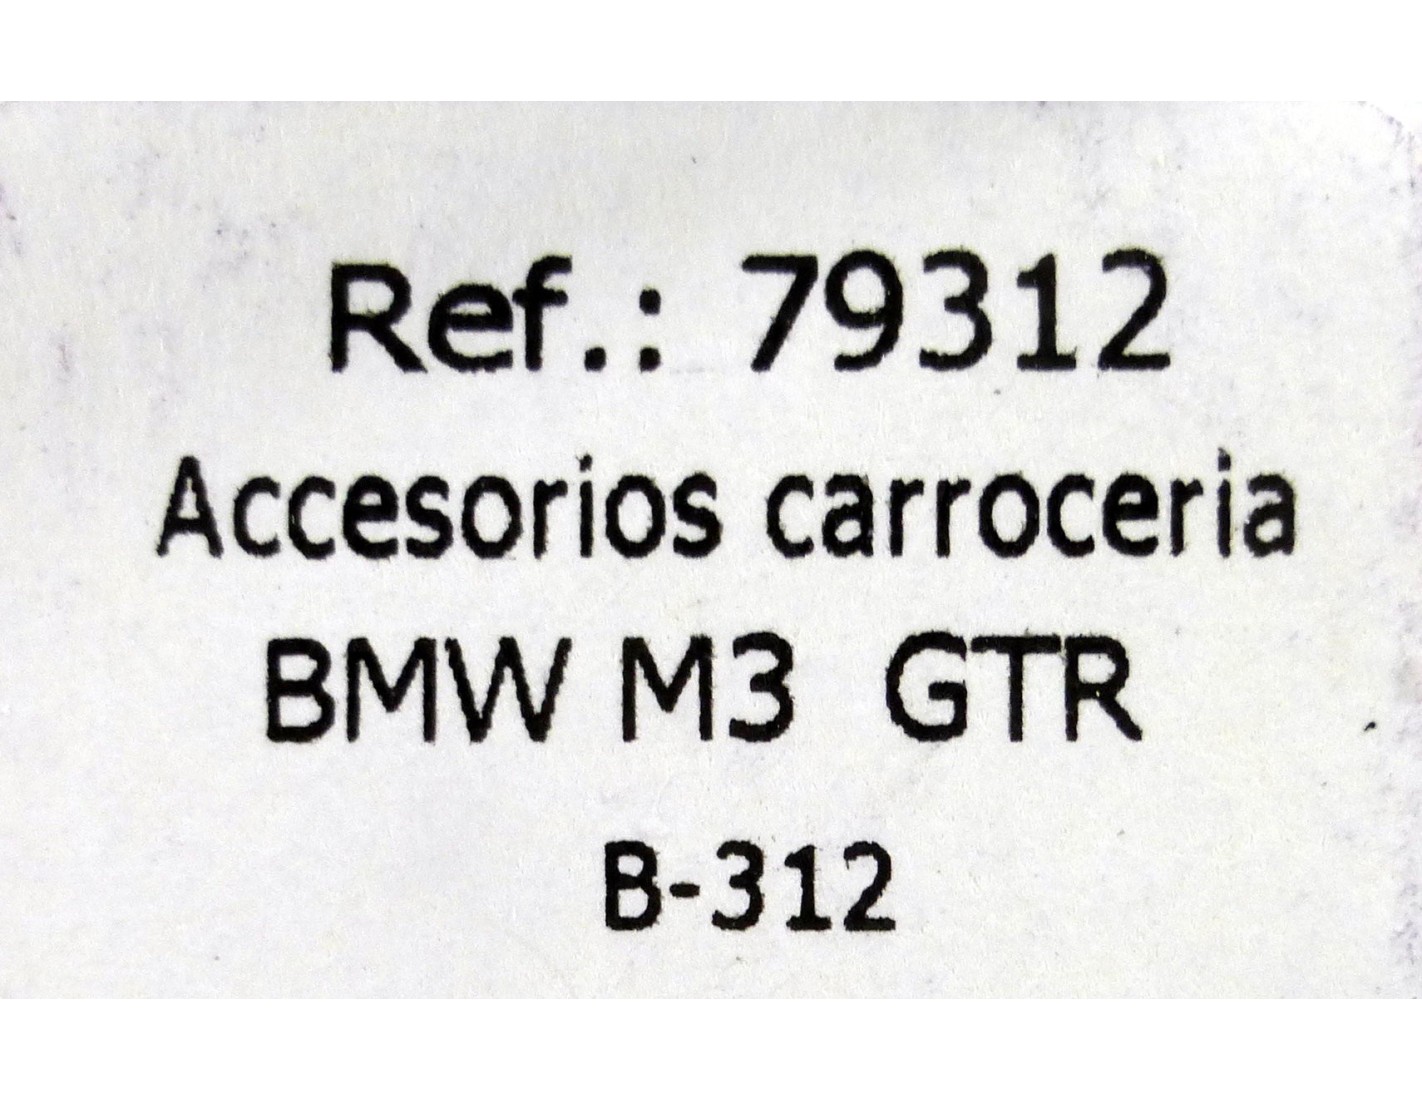 Ref.: 79312
Accesorios carroceria
BMW M3 GTR
B-312